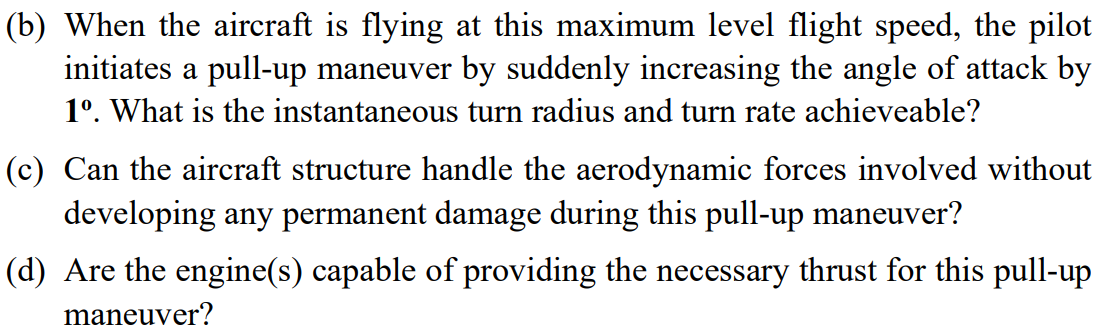 (b) When the aircraft is flying at this maximum level flight speed, the pilot
initiates a pull-up maneuver by suddenly increasing the angle of attack by
1º. What is the instantaneous turn radius and turn rate achieveable?
(c) Can the aircraft structure handle the aerodynamic forces involved without
developing any permanent damage during this pull-up maneuver?
(d) Are the engine(s) capable of providing the necessary thrust for this pull-up
maneuver?